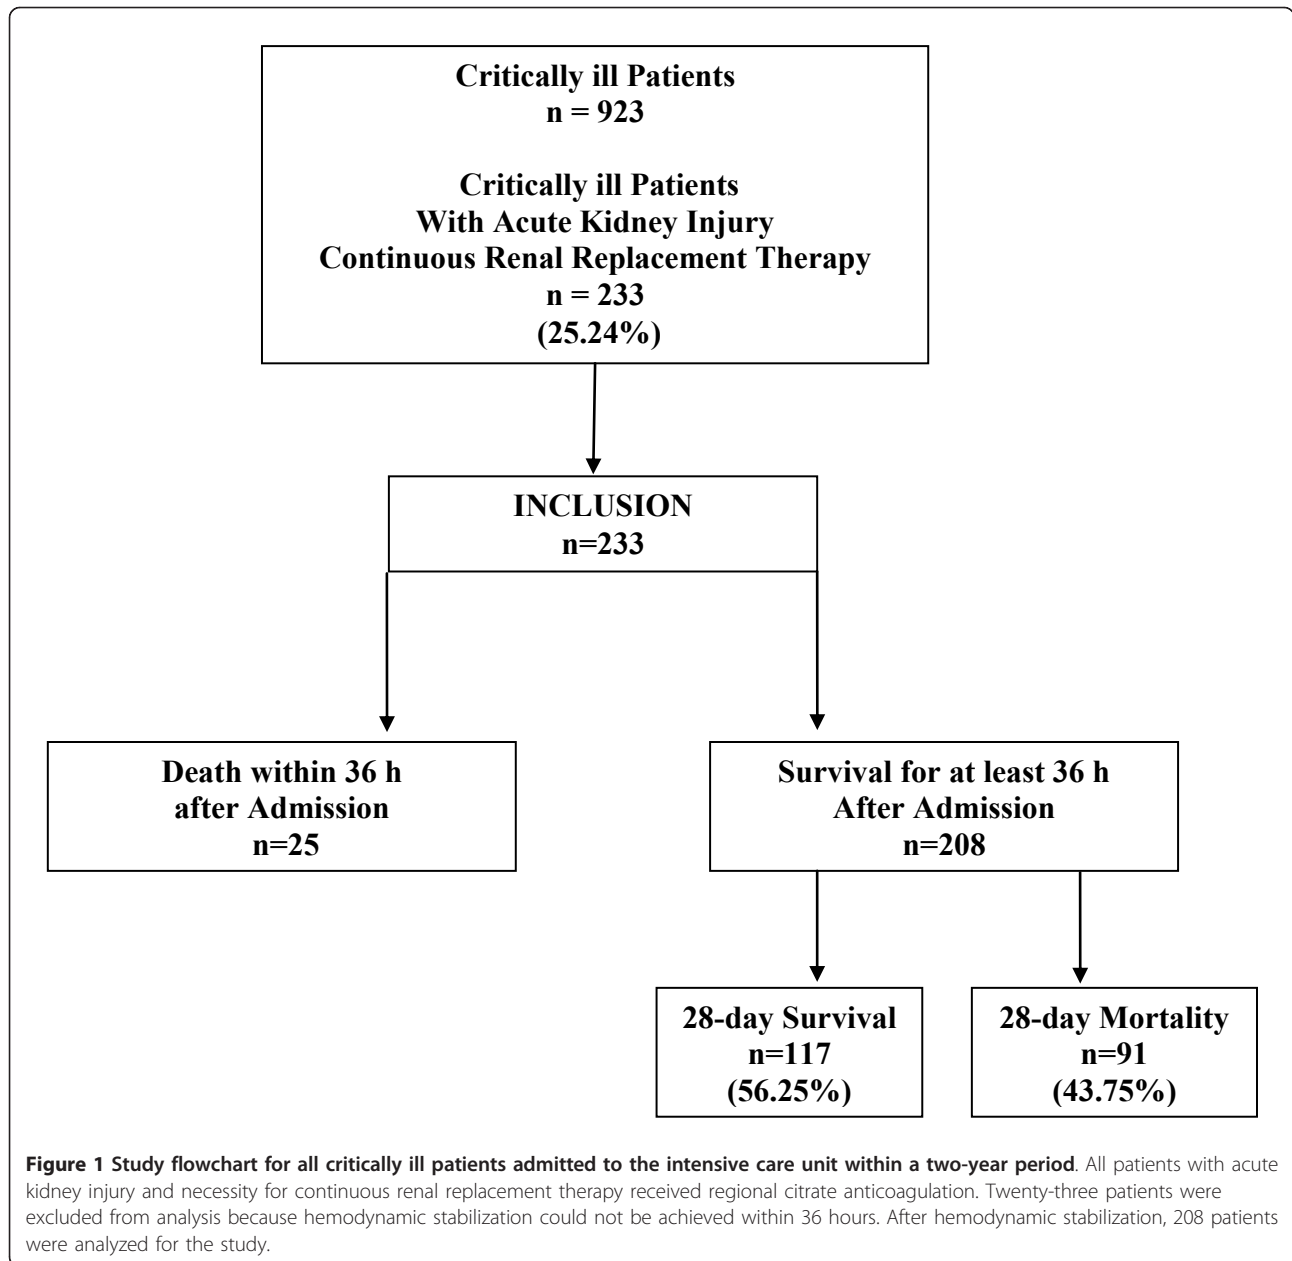 Critically ill Patients
n = 923
Critically ill Patients
With Acute Kidney Injury
Continuous Renal Replacement Therapy
n = 233
(25.24%)
INCLUSION
n=233
Death within 36 h
after Admission
n=25
Survival for at least 36 h
After Admission
n=208
28-day Survival
n=117
(56.25%)
28-day Mortality
n=91
(43.75%)
Figure 1 Study flowchart for all critically ill patients admitted to the intensive care unit within a two-year period. All patients with acute
kidney injury and necessity for continuous renal replacement therapy received regional citrate anticoagulation. Twenty-three patients were
excluded from analysis because hemodynamic stabilization could not be achieved within 36 hours. After hemodynamic stabilization, 208 patients
were analyzed for the study.